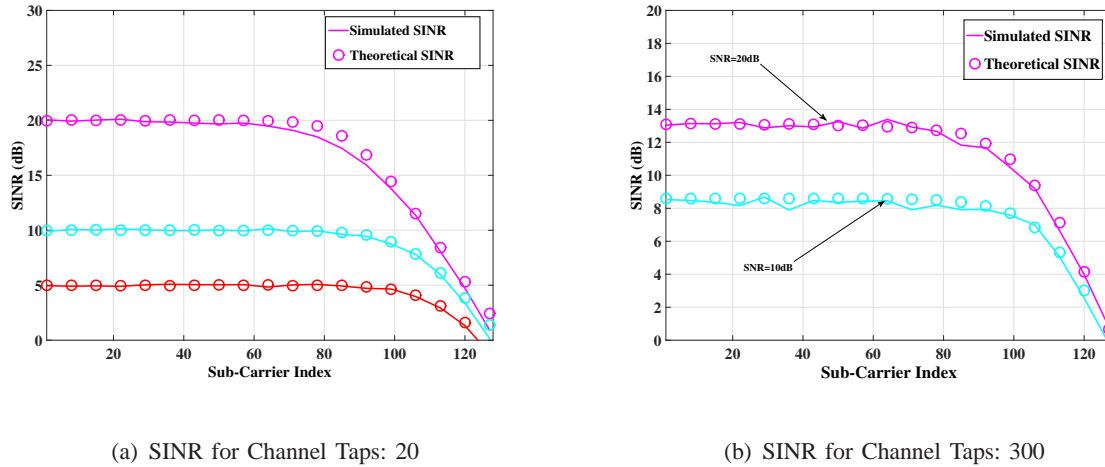 30
25
20
15
10
5
0
SINR (dB)
20 40 60 80 100 120
Sub-Carrier Index
Simulated SINR
Theoretical SINR
(a) SINR for Channel Taps: 20
20
18
16
14
12
10
8
6
4
2
0
SINR (dB)
20 40 60 80 100 120
Sub-Carrier Index
Simulated SINR
Theoretical SINR
SNR=20dB
SNR=10dB
(b) SINR for Channel Taps: 300